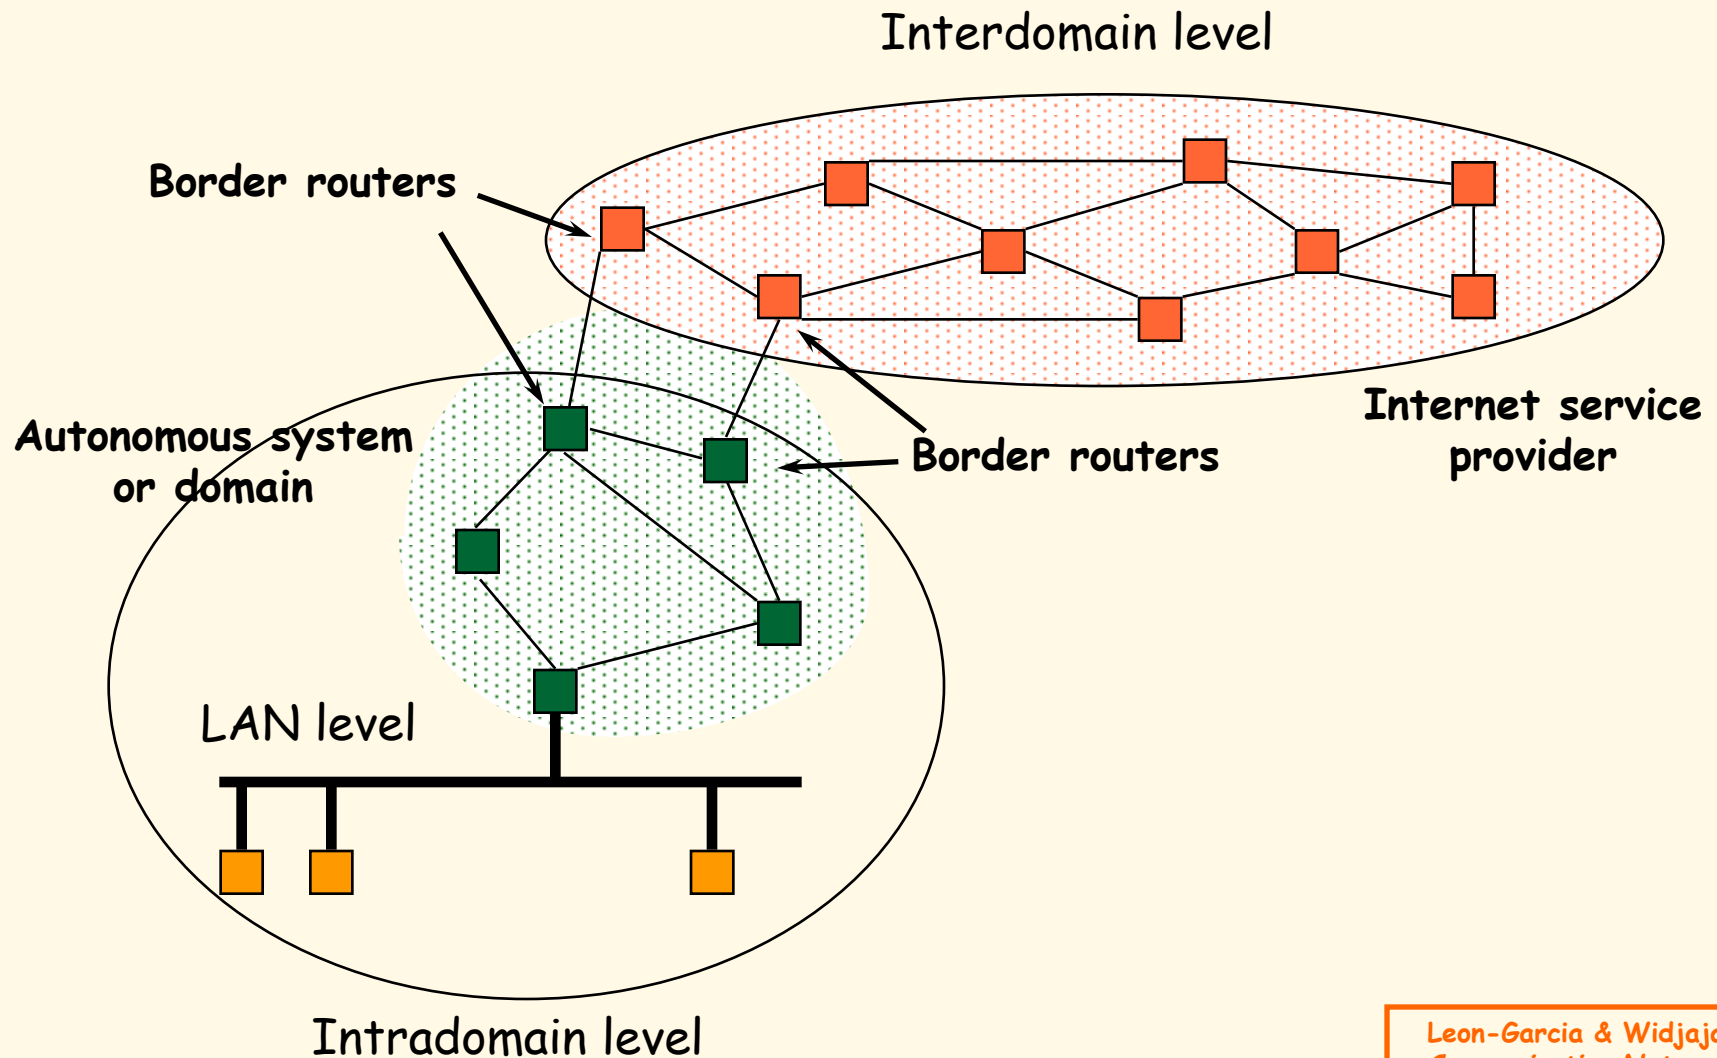 Interdomain level
Border routers
Autonomous system
or domain
Border routers
Internet service
provider
LAN level
Intradomain level
Leon-Garcia &